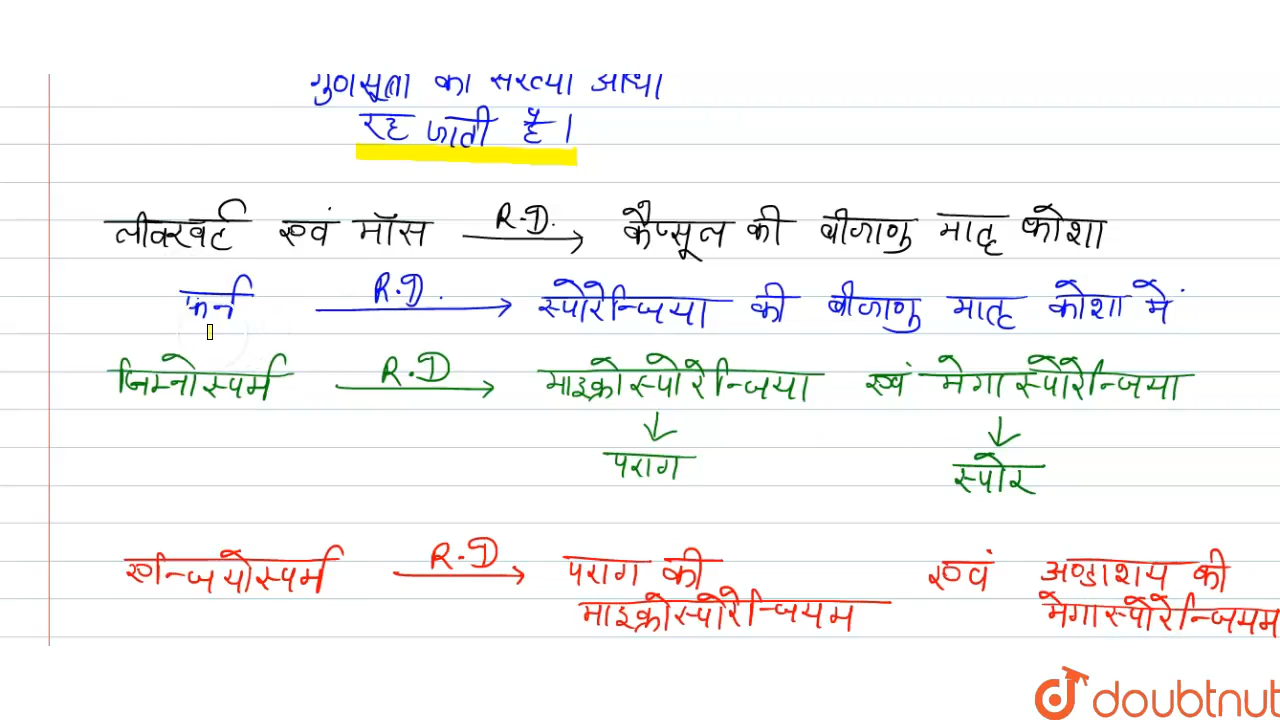 गुणसूत्रों की संख्या आधी
रह जाती है।
लीवरवर्ट एवं मॉस R.D. कैप्सूल की बीजाणु मातृ कोशा
फर्न R.D. स्पोरेन्जिया की बीजाणु मातृ कोशा में
जिम्नोस्पर्म R.D माइक्रोस्पोरेन्जिया एवं मेगास्पोरेन्जिया
पराग स्पोर
एन्जियोस्पर्म R.D पराग की एवं अण्डाशय की
माइक्रोस्पोरेन्जियम मेगास्पोरेन्जियम
doubtnut